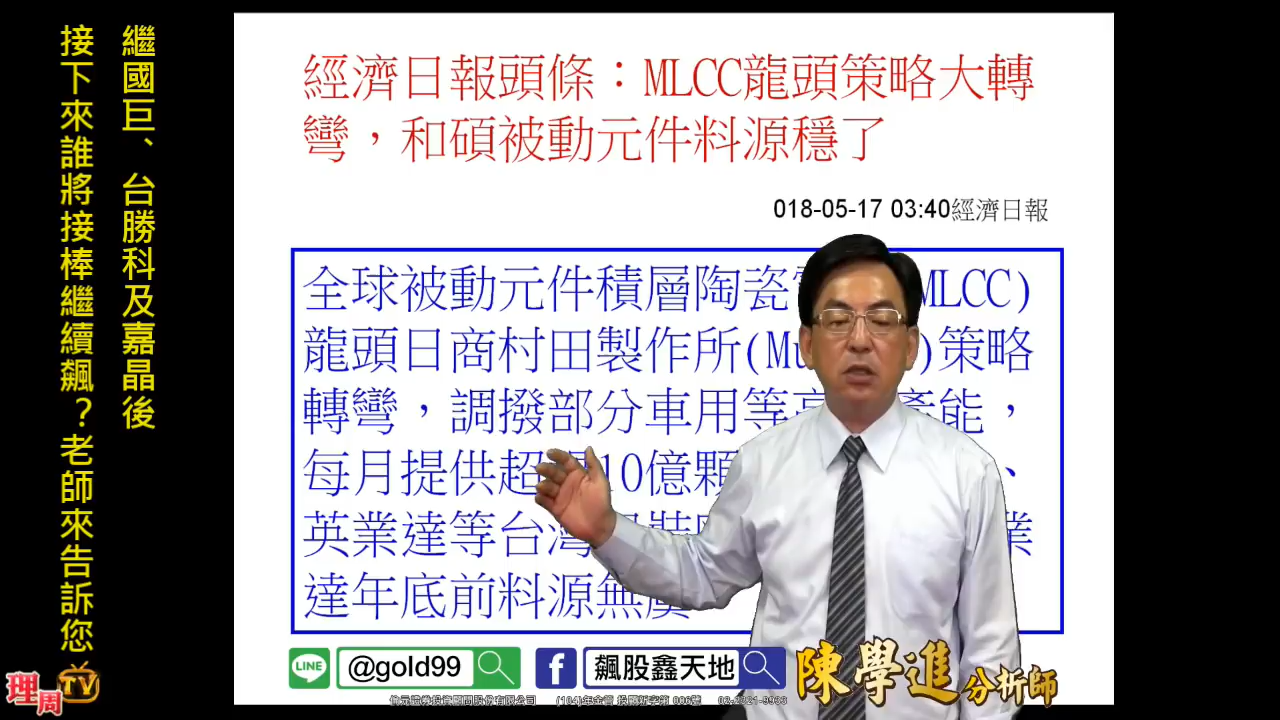 繼國巨、台勝科及嘉晶後
接下來誰將接棒繼續飆？老師來告訴您
經濟日報頭條：MLCC龍頭策略大轉
彎，和碩被動元件料源穩了
018-05-17 03:40經濟日報
全球被動元件積層陶瓷 MLCC)
龍頭日商村田製作所(Mu )策略
轉彎，調撥部分車用等 產能，
每月提供超 10億顆 、
英業達等台灣 業
達年底前料源無虞
LINE @gold99
f 飆股鑫天地
陳學進分析師
理周TV